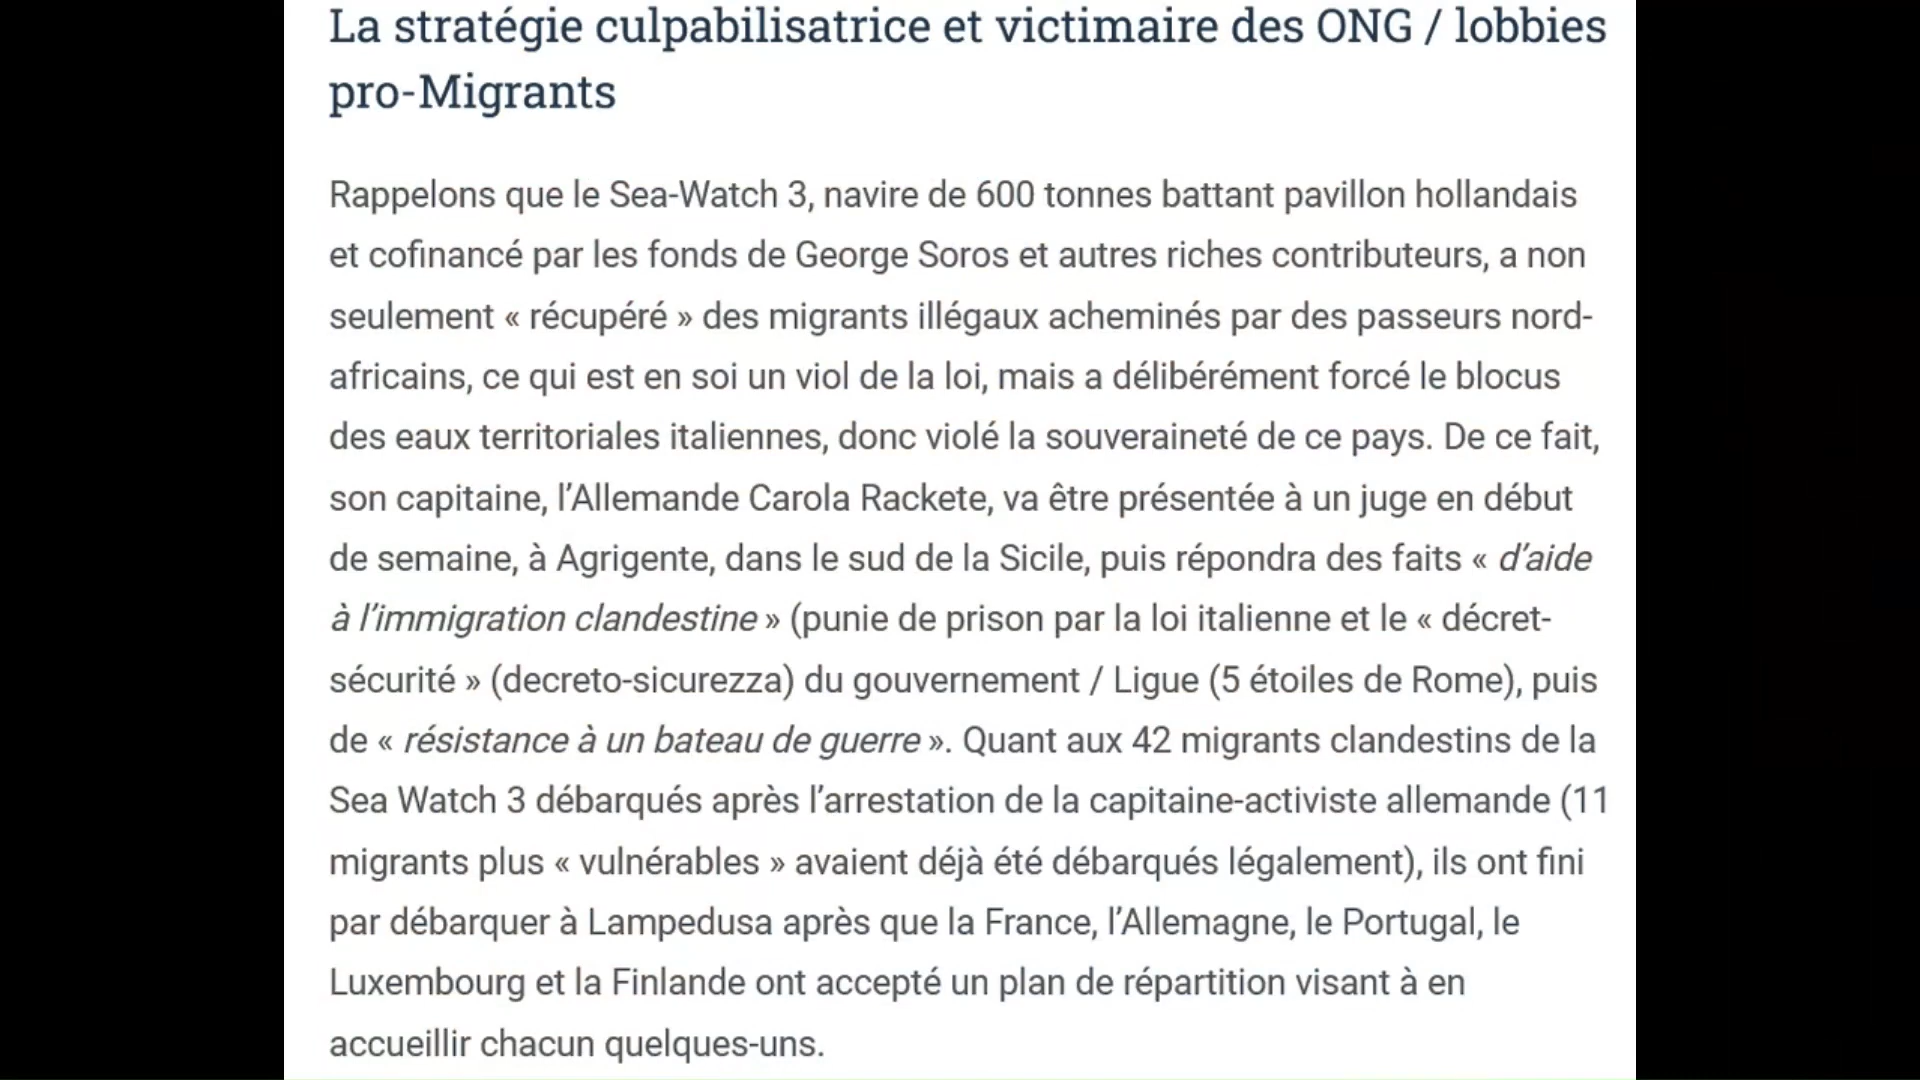 La stratégie culpabilisatrice et victimaire des ONG / lobbies
pro-Migrants
Rappelons que le Sea-Watch 3, navire de 600 tonnes battant pavillon hollandais
et cofinancé par les fonds de George Soros et autres riches contributeurs, a non
seulement « récupéré » des migrants illégaux acheminés par des passeurs nord-
africains, ce qui est en soi un viol de la loi, mais a délibérément forcé le blocus
des eaux territoriales italiennes, donc violé la souveraineté de ce pays. De ce fait,
son capitaine, l’Allemande Carola Rackete, va être présentée à un juge en début
de semaine, à Agrigente, dans le sud de la Sicile, puis répondra des faits « d’aide
à l’immigration clandestine » (punie de prison par la loi italienne et le « décret-
sécurité » (decreto-sicurezza) du gouvernement / Ligue (5 étoiles de Rome), puis
de « résistance à un bateau de guerre ». Quant aux 42 migrants clandestins de la
Sea Watch 3 débarqués après l’arrestation de la capitaine-activiste allemande (11
migrants plus « vulnérables » avaient déjà été débarqués légalement), ils ont fini
par débarquer à Lampedusa après que la France, l’Allemagne, le Portugal, le
Luxembourg et la Finlande ont accepté un plan de répartition visant à en
accueillir chacun quelques-uns.